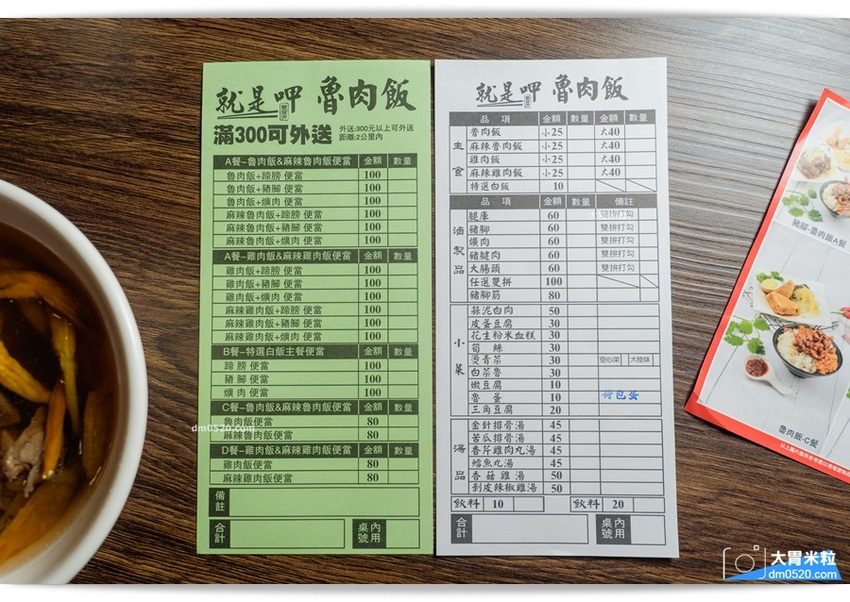 就是呷 魯肉飯
滿300可外送
外送:300元以上可外送
距離:2公里內
A餐-魯肉飯&麻辣魯肉飯便當 金額 數量
魯肉飯+蹄膀 便當 100
魯肉飯+豬腳 便當 100
魯肉飯+爌肉 便當 100
麻辣魯肉飯+蹄膀 便當 100
麻辣魯肉飯+豬腳 便當 100
麻辣魯肉飯+爌肉 便當 100
A餐-雞肉飯&麻辣雞肉飯便當 金額 數量
雞肉飯+蹄膀 便當 100
雞肉飯+豬腳 便當 100
雞肉飯+爌肉 便當 100
麻辣雞肉飯+蹄膀 便當 100
麻辣雞肉飯+豬腳 便當 100
麻辣雞肉飯+爌肉 便當 100
B餐-特選白飯主餐便當 金額 數量
蹄膀 便當 100
豬腳 便當 100
爌肉 便當 100
C餐-魯肉飯&麻辣魯肉飯便當 金額 數量
魯肉飯便當 80
麻辣魯肉飯便當 80
D餐-雞肉飯&麻辣雞肉飯便當 金額 數量
雞肉飯便當 80
麻辣雞肉飯便當 80
備註
合計 內用桌號
就是呷 魯肉飯
品項 金額 數量 金額 數量
主食
魯肉飯 小25 大40
麻辣魯肉飯 小25 大40
雞肉飯 小25 大40
麻辣雞肉飯 小25 大40
特選白飯 10
品項 金額 數量 備註
滷製品
腿庫 60 雙拼打勾
豬腳 60 雙拼打勾
爌肉 60 雙拼打勾
豬腱肉 60 雙拼打勾
大腸頭 60 雙拼打勾
任選雙拼 100
豬腳筋 80
小菜
蒜泥白肉 50
皮蛋豆腐 30
花生粉米血糕 30
筍絲 30
燙青菜 30 空心菜 大陸妹
白菜魯 30
嫩豆腐 10
魯蛋 10 荷包蛋
三角豆腐 20
湯品
金針排骨湯 45
苦瓜排骨湯 45
香芹雞肉丸湯 45
鱈魚丸湯 45
香菇雞湯 50
剝皮辣椒雞湯 50
飲料 10 飲料 20
合計 內用桌號
豬腳-魯肉飯A餐
魯肉飯-C餐
dm0520.com
大胃米粒
dm0520.com